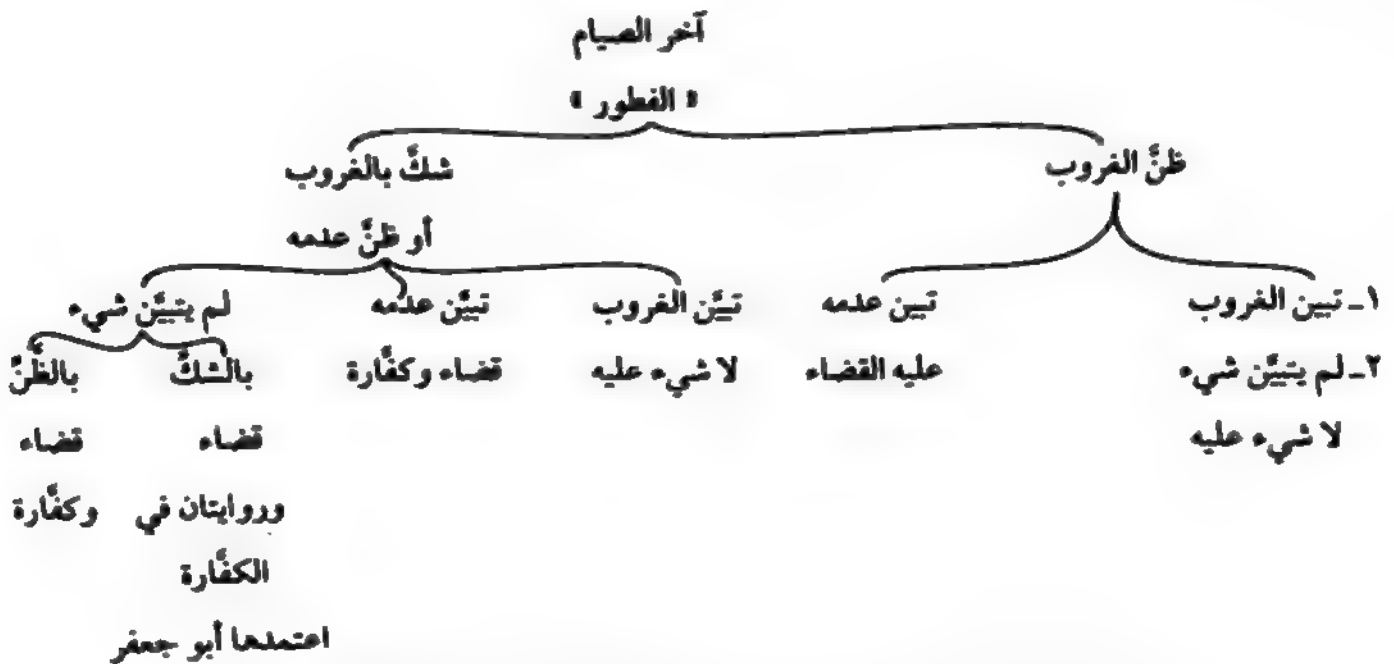 آخر الصيام
« الفطور »
ظنَّ الغروب
شكَّ بالغروب
أو ظنَّ عدمه
١ـ تبين الغروب
تبين عدمه
تبيَّن الغروب
تبيَّن عدمه
لم يتبيَّن شيء
٢ـ لم يتبيَّن شيء
عليه القضاء
لا شيء عليه
قضاء وكفَّارة
بالشكِّ
بالظَّنِّ
لا شيء عليه
قضاء
قضاء
وروايتان في
وكفَّارة
الكفَّارة
اعتمدها أبو جعفر